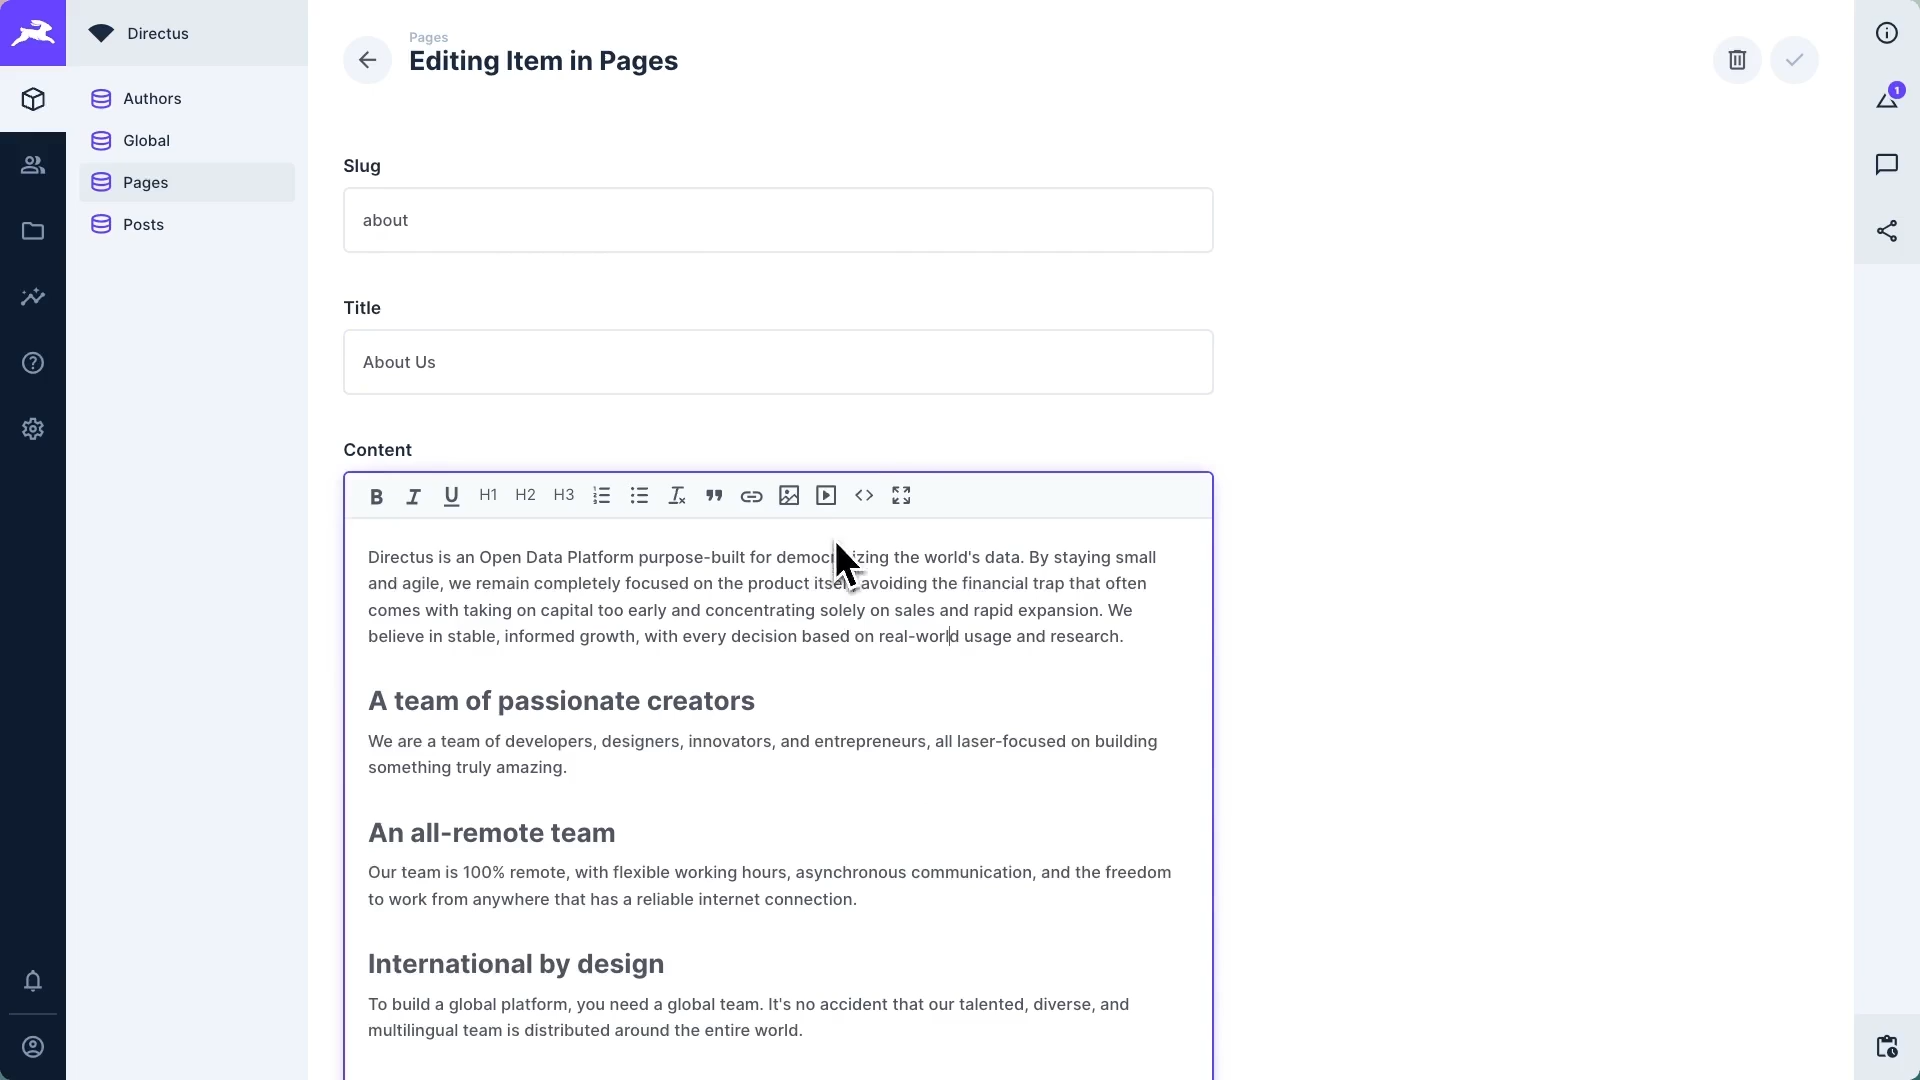 Directus
Authors
Global
Pages
Posts
Pages
Editing Item in Pages
1
Slug
about
Title
About Us
Content
B I U H1 H2 H3
Directus is an Open Data Platform purpose-built for the world's data. By staying small
and agile, we remain completely focused on the product avoiding the financial trap that often
comes with taking on capital too early and concentrating solely on sales and rapid expansion. We
believe in stable, informed growth, with every decision based on real-world usage and research.
A team of passionate creators
We are a team of developers, designers, innovators, and entrepreneurs, all laser-focused on building
something truly amazing.
An all-remote team
Our team is 100% remote, with flexible working hours, asynchronous communication, and the freedom
to work from anywhere that has a reliable internet connection.
International by design
To build a global platform, you need a global team. It's no accident that our talented, diverse, and
multilingual team is distributed around the entire world.